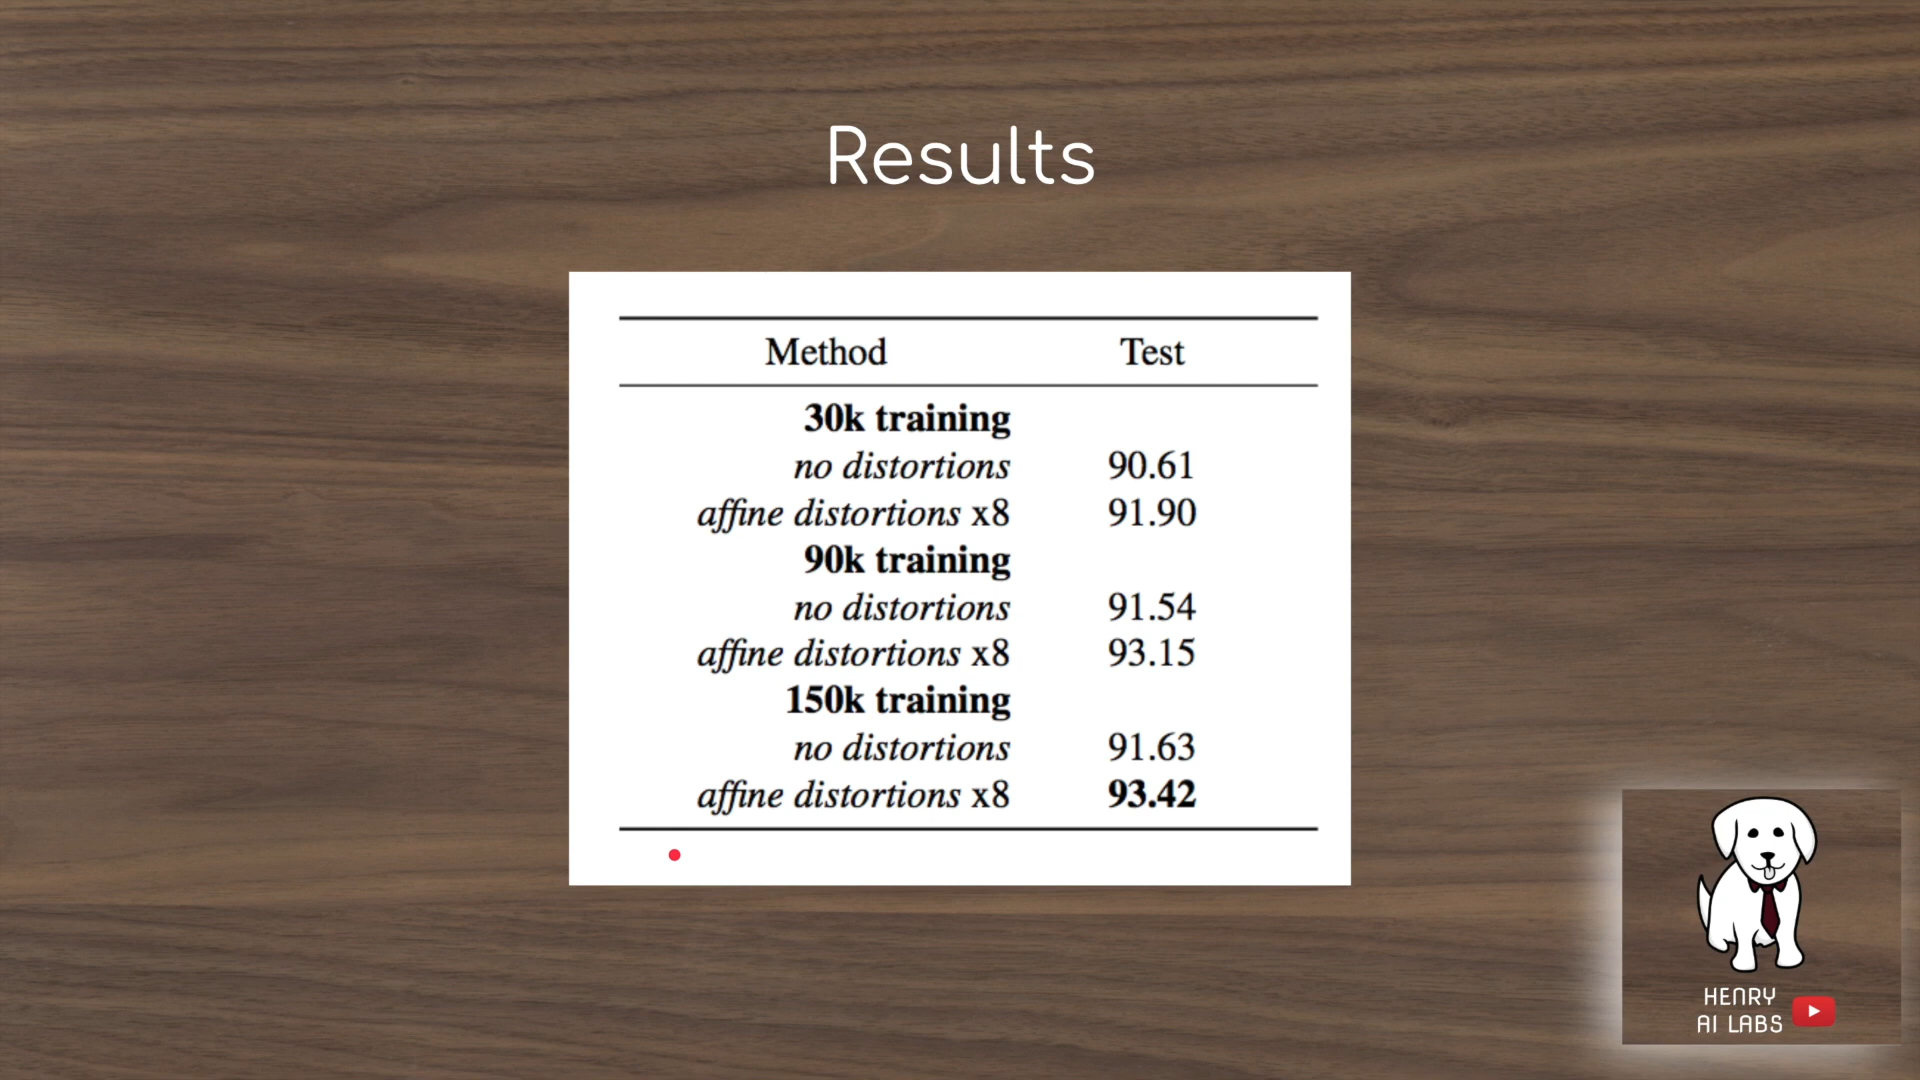 Results
Method Test
30k training
no distortions 90.61
affine distortions x8 91.90
90k training
no distortions 91.54
affine distortions x8 93.15
150k training
no distortions 91.63
affine distortions x8 93.42
HENRY
AI LABS